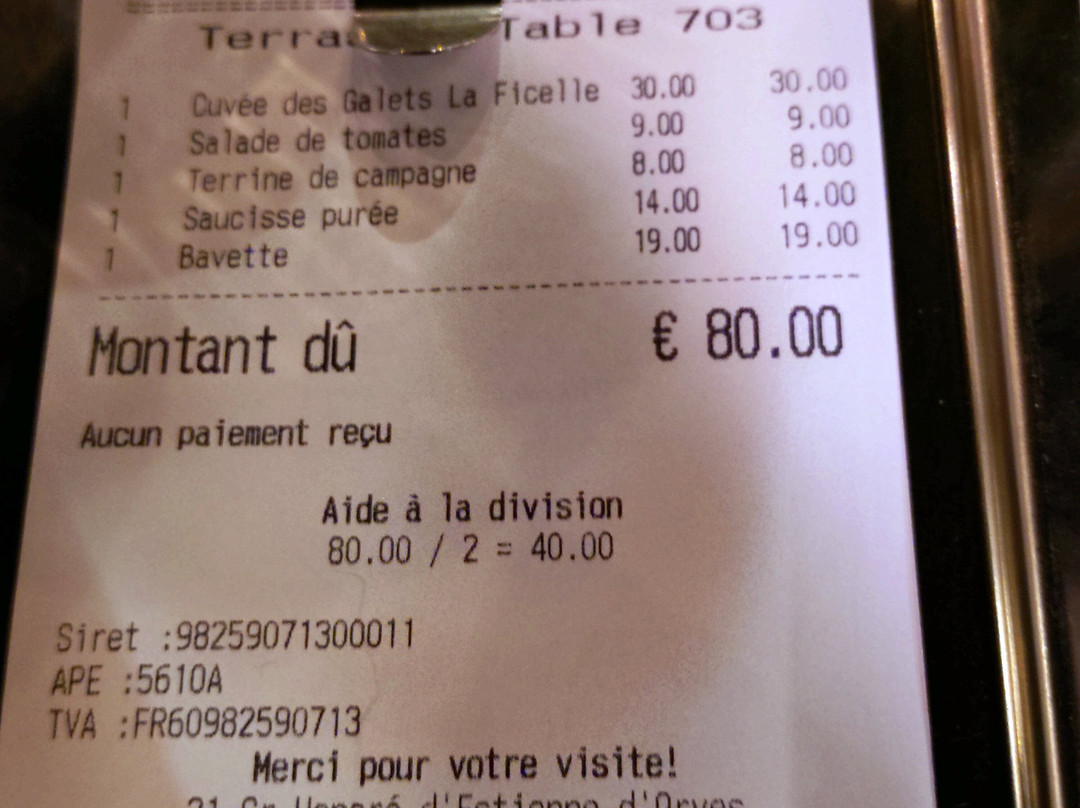 Table 703
1 Cuvée des Galets La Ficelle 30.00 30.00
1 Salade de tomates 9.00 9.00
1 Terrine de campagne 8.00 8.00
1 Saucisse purée 14.00 14.00
1 Bavette 19.00 19.00
Montant dû € 80.00
Aucun paiement reçu
Aide à la division
80.00 / 2 = 40.00
Siret :98259071300011
APE :5610A
TVA :FR60982590713
Merci pour votre visite!
d'Estienne d'Orves